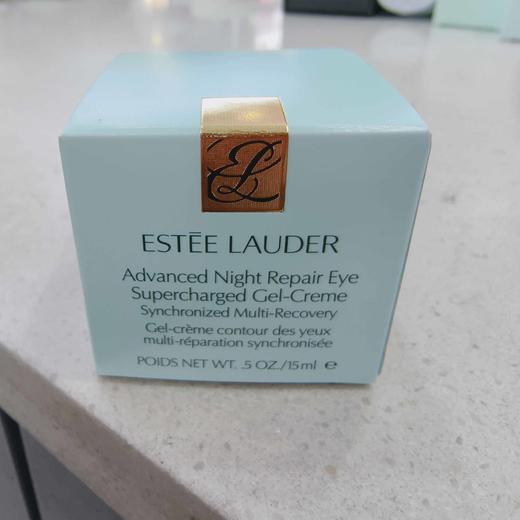 EL
ESTĒE LAUDER
Advanced Night Repair Eye
Supercharged Gel-Creme
Synchronized Multi-Recovery
Gel-crème contour des yeux
multi-réparation synchronisée
POIDS NET WT. .5 OZ./15ml ℮